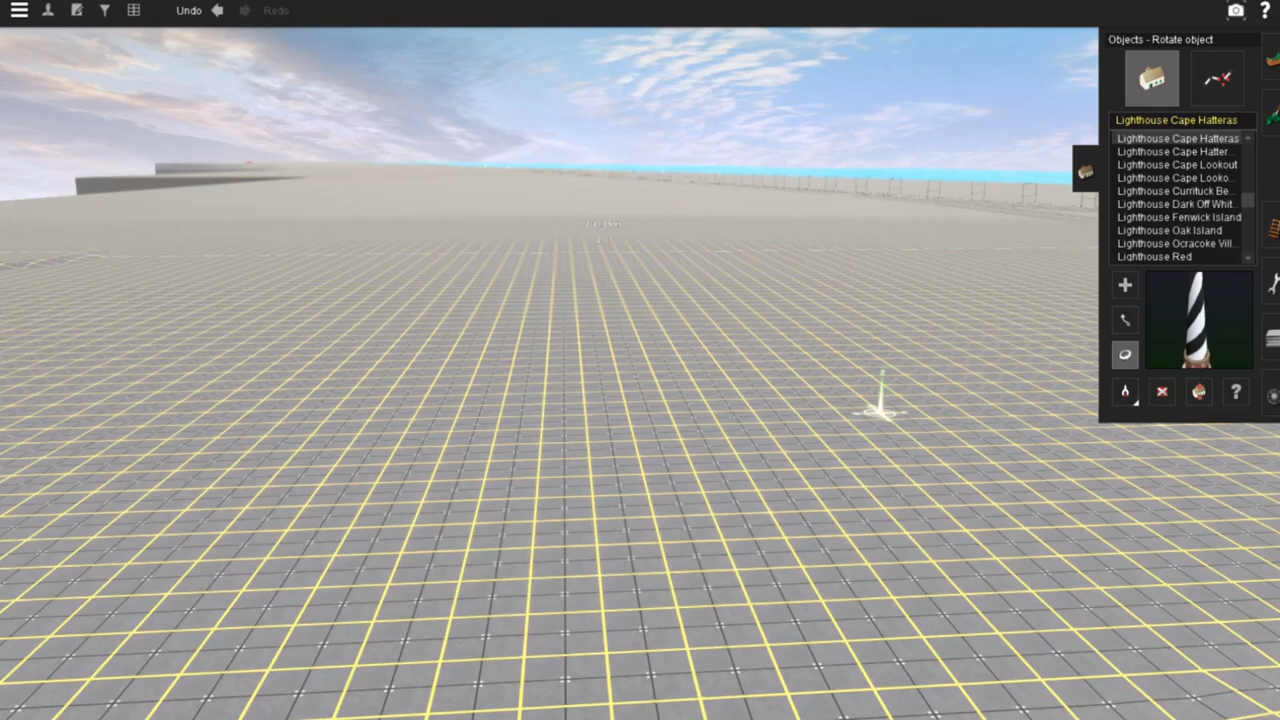 Undo
Redo
?
Objects - Rotate object
Lighthouse Cape Hatteras
Lighthouse Cape Hatteras
Lighthouse Cape Hatter...
Lighthouse Cape Lookout
Lighthouse Cape Looko...
Lighthouse Currituck Be...
Lighthouse Dark Off Whit...
Lighthouse Fenwick Island
Lighthouse Oak Island
Lighthouse Ocracoke Vill...
Lighthouse Red
?